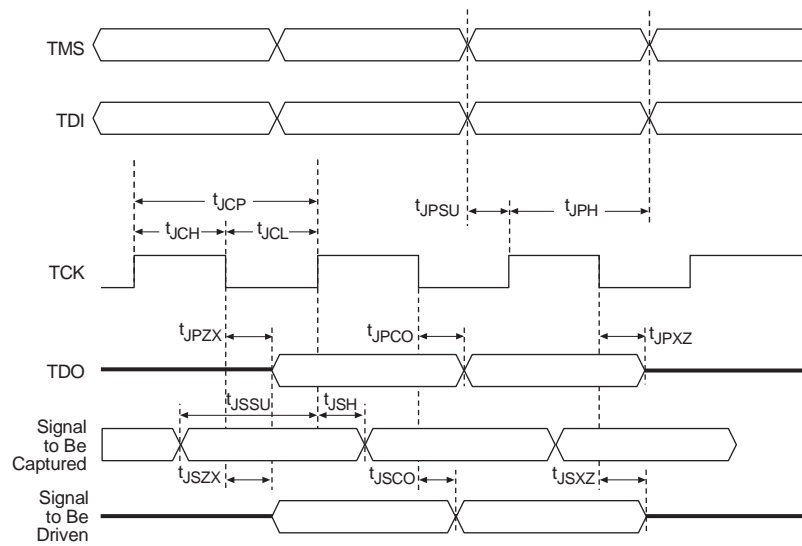 TMS
TDI
tJCP
tJPSU
tJPH
tJCH
tJCL
TCK
tJPZX
tJPCO
tJPXZ
TDO
tJSSU
tJSH
Signal
to Be
Captured
tJSZX
tJSCO
tJSXZ
Signal
to Be
Driven